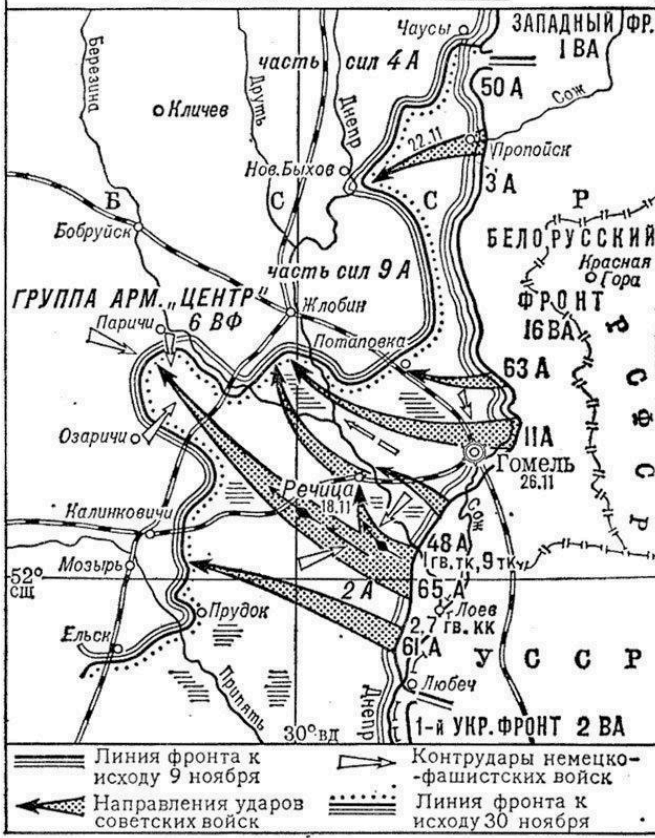 Чаусы
ЗАПАДНЫЙ ФР.
1 ВА
Березина
Друть
часть сил 4 А
Днепр
50 А
Сож
Кличев
22.11
Пропойск
Нов. Быхов
3 А
Б С С Р
Бобруйск
БЕЛОРУССКИЙ
ФРОНТ
16 ВА
Красная
Гора
часть сил 9 А
ГРУППА АРМ. „ЦЕНТР"
6 ВФ
Жлобин
Паричи
Потаповка
63 А
Р С Ф С Р
11 А
Озаричи
Гомель
26.11
Речица
18.11
Калинковичи
Сож
48 А
1 гв. тк, 9 тк
Мозырь
52°
сш
2 А
65 А
Лоев
Прудок
2,7
гв. кк
61 А
Ельск
У С С Р
Припять
Любеч
Днепр
30° вд
1-й УКР. ФРОНТ 2 ВА
Линия фронта к
исходу 9 ноября
Контрудары немецко-
-фашистских войск
Направления ударов
советских войск
Линия фронта к
исходу 30 ноября